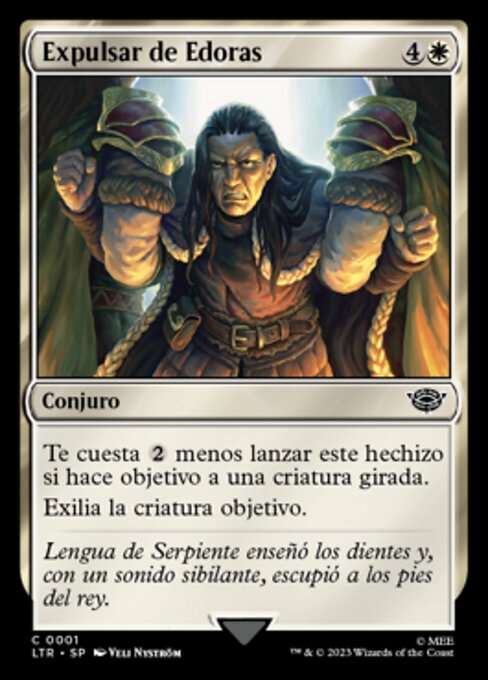 Expulsar de Edoras 4
Conjuro
Te cuesta 2 menos lanzar este hechizo
si hace objetivo a una criatura girada.
Exilia la criatura objetivo.
Lengua de Serpiente enseñó los dientes y,
con un sonido sibilante, escupió a los pies
del rey.
C 0001
LTR • SP Yeli Nyström
© MEE
™ & © 2023 Wizards of the Coast